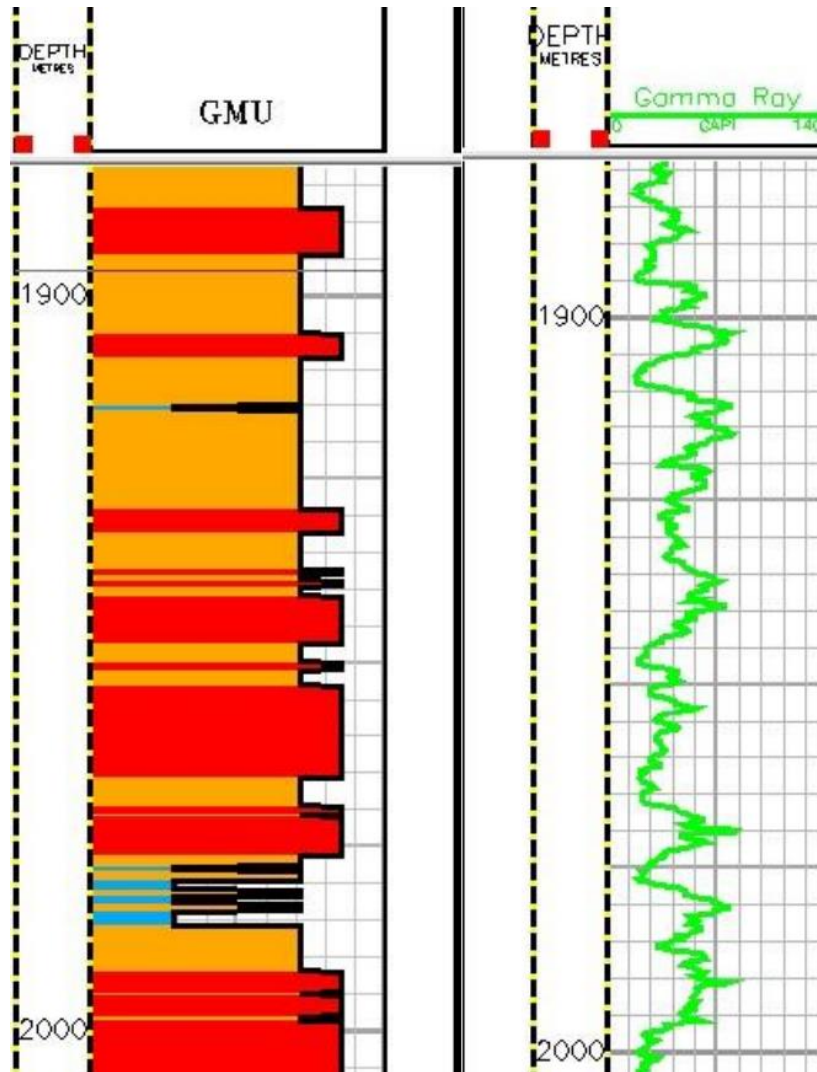 DEPTH
METRES
GMU
1900
2000
DEPTH
METRES
Gamma Ray
0 GAPI 140
1900
2000